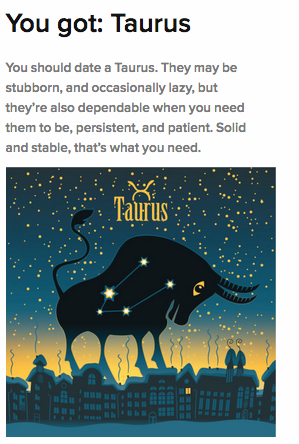 You got: Taurus
You should date a Taurus. They may be
stubborn, and occasionally lazy, but
they're also dependable when you need
them to be, persistent, and patient. Solid
and stable, that's what you need.
Taurus